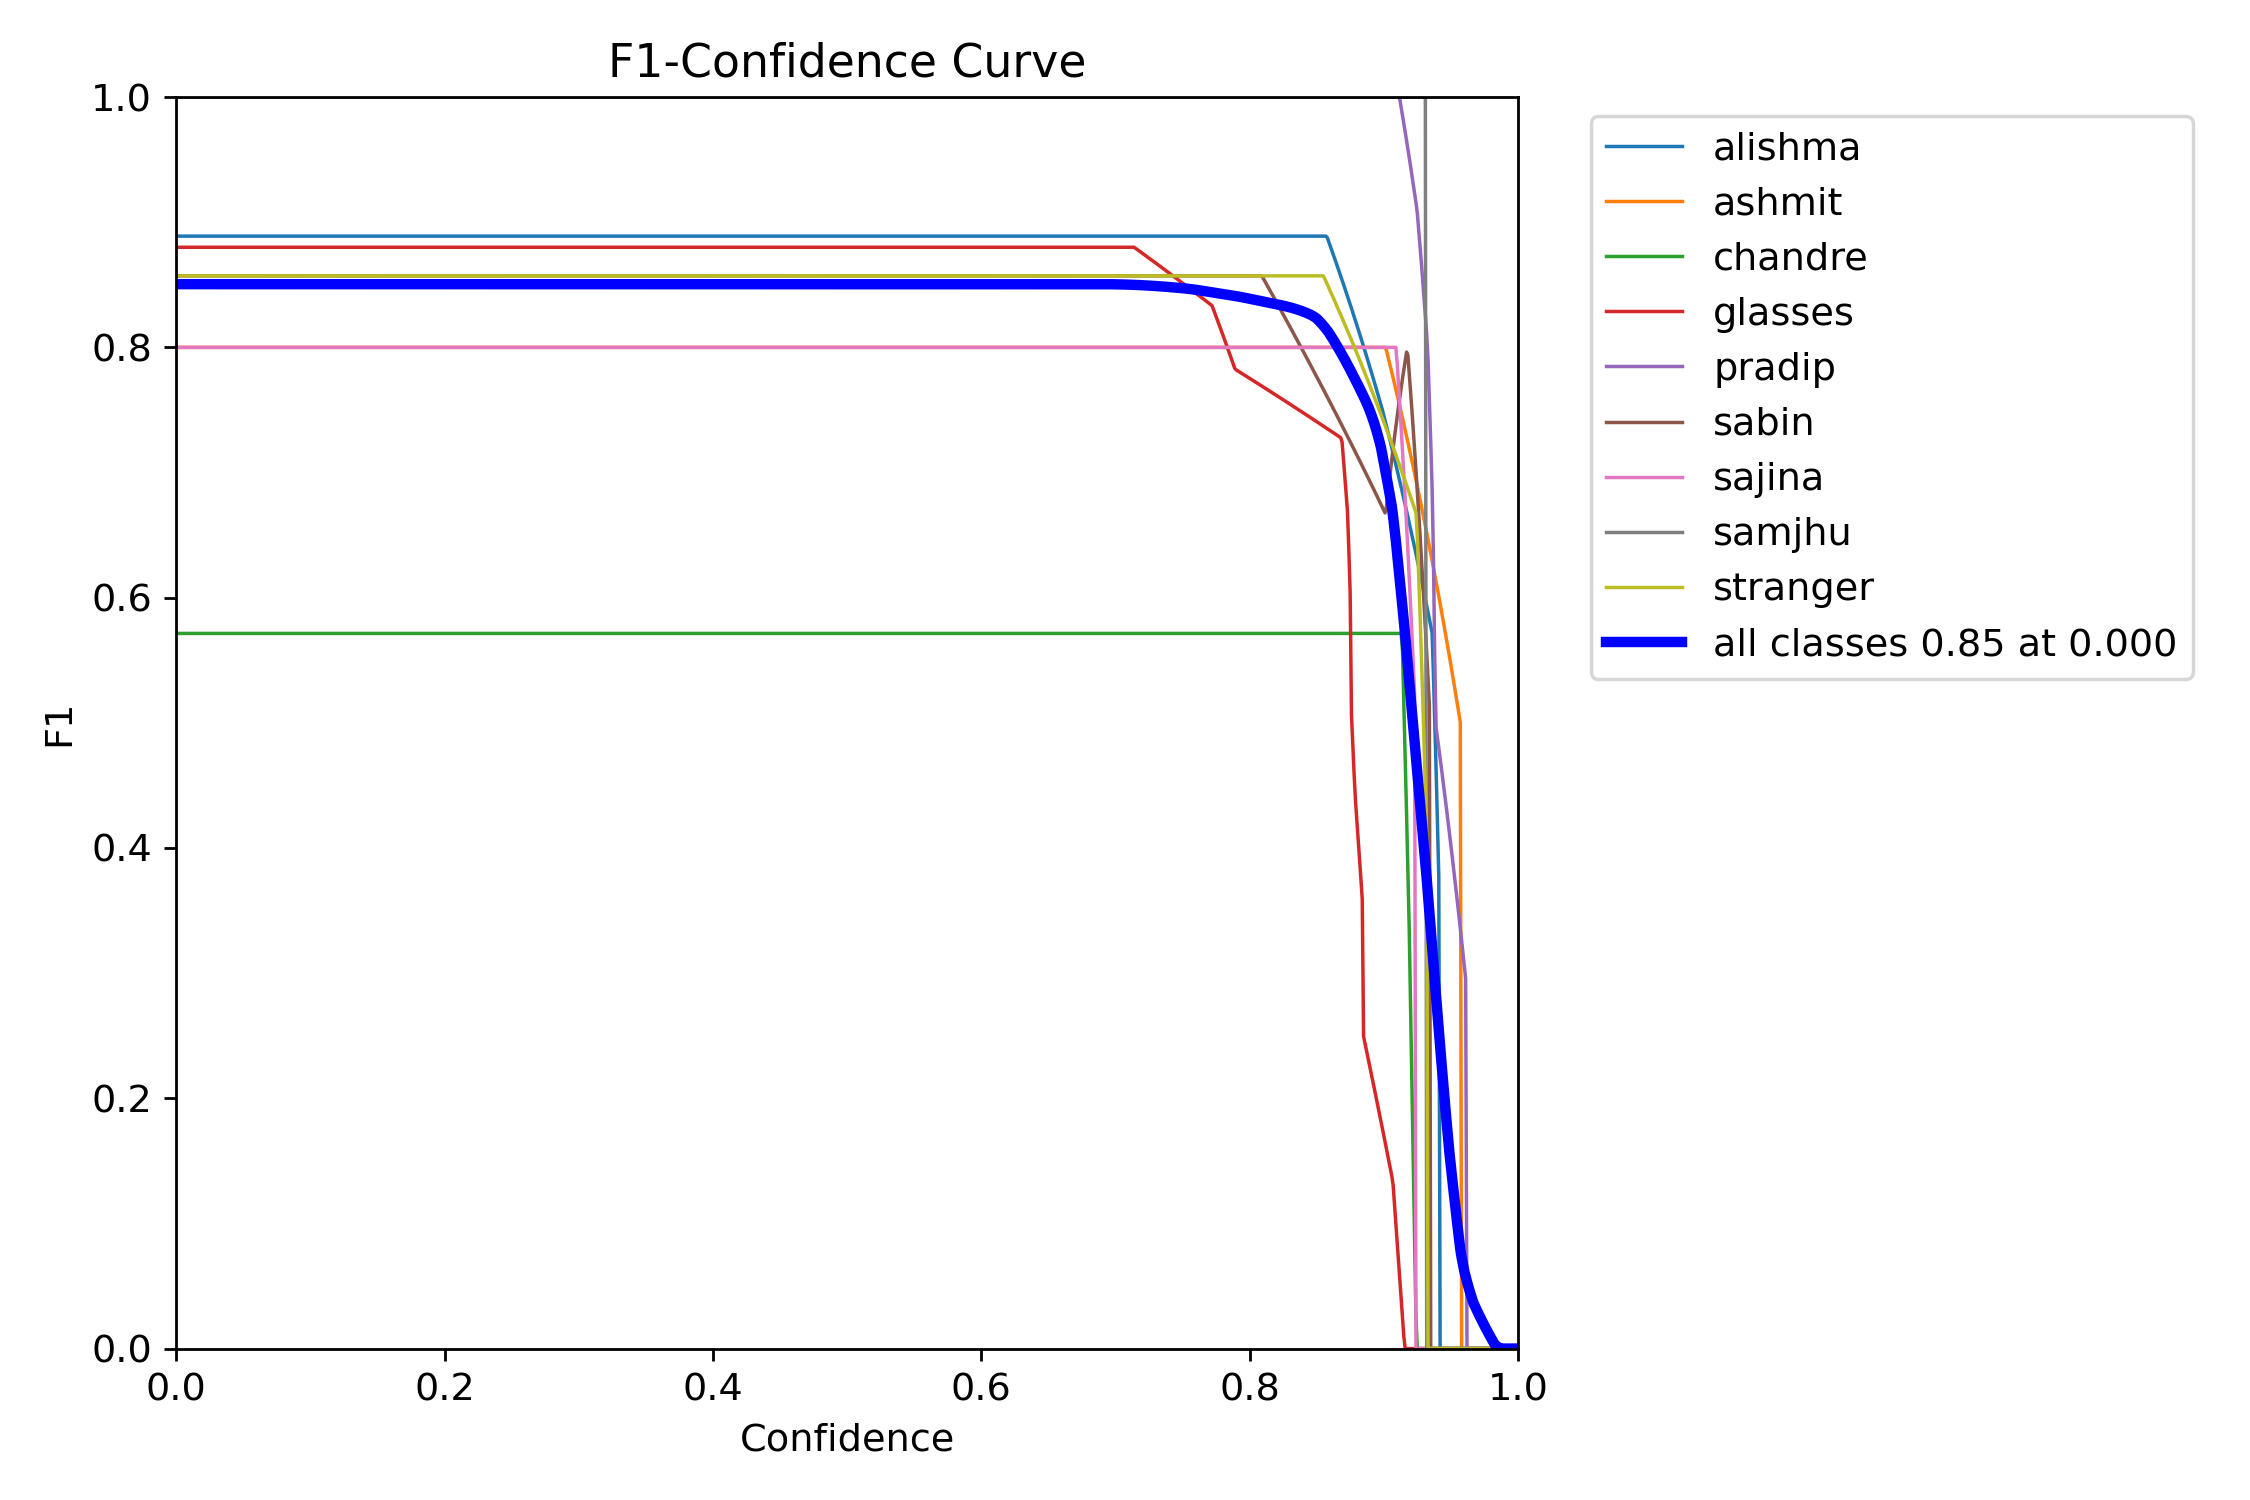 F1-Confidence Curve
1.0
0.8
0.6
0.4
0.2
0.0
F1
0.0 0.2 0.4 0.6 0.8 1.0
Confidence
alishma
ashmit
chandre
glasses
pradip
sabin
sajina
samjhu
stranger
all classes 0.85 at 0.000